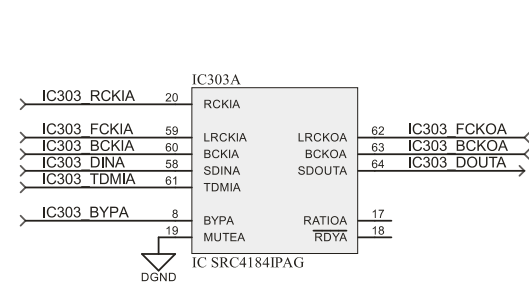 IC303A
IC303_RCKIA 20 RCKIA
IC303_FCKIA 59 LRCKIA LRCKOA 62 IC303_FCKOA
IC303_BCKIA 60 BCKIA BCKOA 63 IC303_BCKOA
IC303_DINA 58 SDINA SDOUTA 64 IC303_DOUTA
IC303_TDMIA 61 TDMIA
IC303_BYPA 8 BYPA RATIOA 17
19 MUTEA RDYA 18
DGND
IC SRC4184IPAG